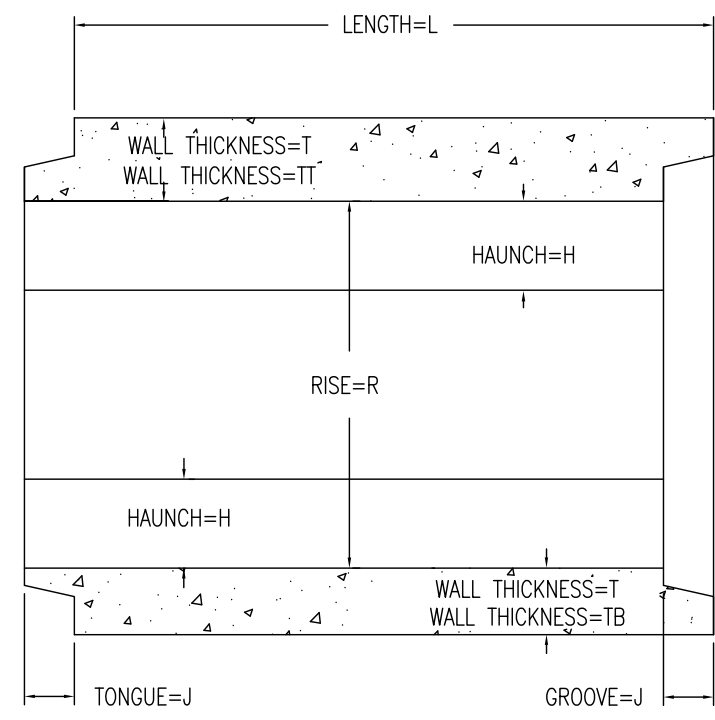 LENGTH=L
WALL THICKNESS=T
WALL THICKNESS=TT
HAUNCH=H
RISE=R
HAUNCH=H
WALL THICKNESS=T
WALL THICKNESS=TB
TONGUE=J
GROOVE=J